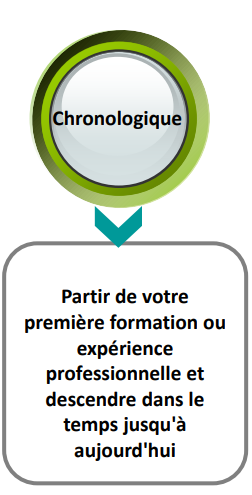 Chronologique
Partir de votre
première formation ou
expérience
professionnelle et
descendre dans le
temps jusqu'à
aujourd'hui